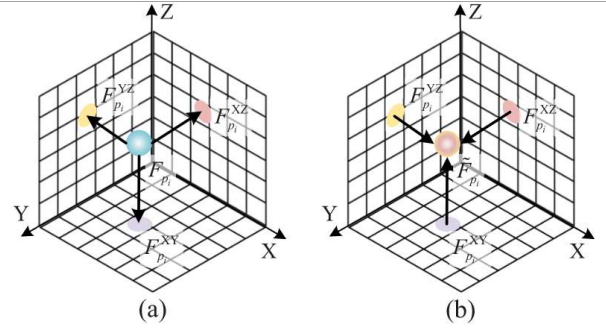 Z Z
F_{p_i}^{YZ} F_{p_i}^{XZ} F_{p_i}^{YZ} F_{p_i}^{XZ}
F_{p_i} \tilde{F}_{p_i}
Y X Y X
F_{p_i}^{XY} F_{p_i}^{XY}
(a) (b)